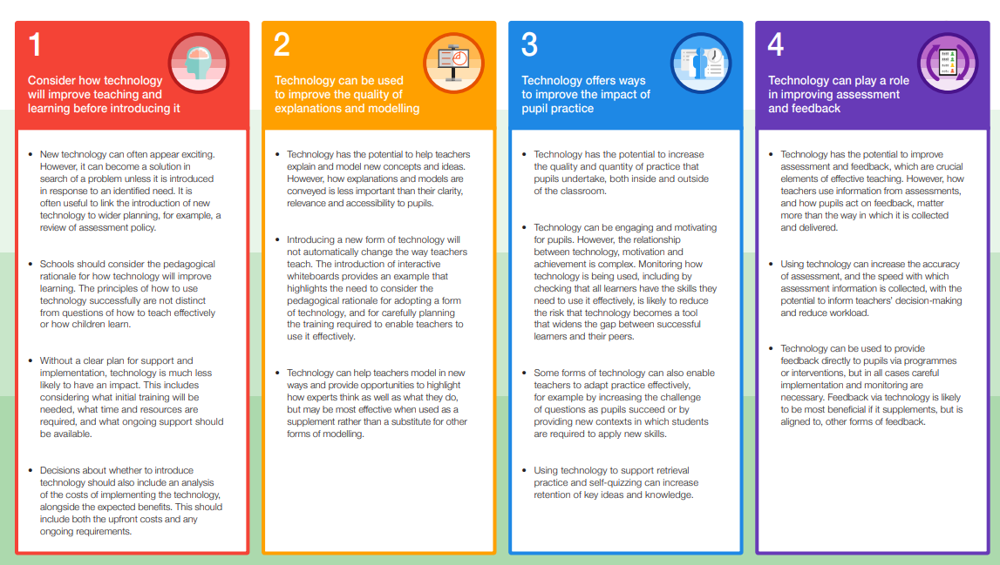 1
Consider how technology
will improve teaching and
learning before introducing it
• New technology can often appear exciting.
However, it can become a solution in
search of a problem unless it is introduced
in response to an identified need. It is
often useful to link the introduction of new
technology to wider planning, for example, a
review of assessment policy.
• Schools should consider the pedagogical
rationale for how technology will improve
learning. The principles of how to use
technology successfully are not distinct
from questions of how to teach effectively
or how children learn.
• Without a clear plan for support and
implementation, technology is much less
likely to have an impact. This includes
considering what initial training will be
needed, what time and resources are
required, and what ongoing support should
be available.
• Decisions about whether to introduce
technology should also include an analysis
of the costs of implementing the technology,
alongside the expected benefits. This should
include both the upfront costs and any
ongoing requirements.
2
Technology can be used
to improve the quality of
explanations and modelling
• Technology has the potential to help teachers
explain and model new concepts and ideas.
However, how explanations and models are
conveyed is less important than their clarity,
relevance and accessibility to pupils.
• Introducing a new form of technology will
not automatically change the way teachers
teach. The introduction of interactive
whiteboards provides an example that
highlights the need to consider the
pedagogical rationale for adopting a form
of technology, and for carefully planning
the training required to enable teachers to
use it effectively.
• Technology can help teachers model in new
ways and provide opportunities to highlight
how experts think as well as what they do,
but may be most effective when used as a
supplement rather than a substitute for other
forms of modelling.
3
Technology offers ways
to improve the impact of
pupil practice
• Technology has the potential to increase
the quality and quantity of practice that
pupils undertake, both inside and outside
of the classroom.
• Technology can be engaging and motivating
for pupils. However, the relationship
between technology, motivation and
achievement is complex. Monitoring how
technology is being used, including by
checking that all learners have the skills they
need to use it effectively, is likely to reduce
the risk that technology becomes a tool
that widens the gap between successful
learners and their peers.
• Some forms of technology can also enable
teachers to adapt practice effectively,
for example by increasing the challenge
of questions as pupils succeed or by
providing new contexts in which students
are required to apply new skills.
• Using technology to support retrieval
practice and self-quizzing can increase
retention of key ideas and knowledge.
4
Technology can play a role
in improving assessment
and feedback
• Technology has the potential to improve
assessment and feedback, which are crucial
elements of effective teaching. However, how
teachers use information from assessments,
and how pupils act on feedback, matter
more than the way in which it is collected
and delivered.
• Using technology can increase the accuracy
of assessment, and the speed with which
assessment information is collected, with the
potential to inform teachers' decision-making
and reduce workload.
• Technology can be used to provide
feedback directly to pupils via programmes
or interventions, but in all cases careful
implementation and monitoring are
necessary. Feedback via technology is likely
to be most beneficial if it supplements, but is
aligned to, other forms of feedback.